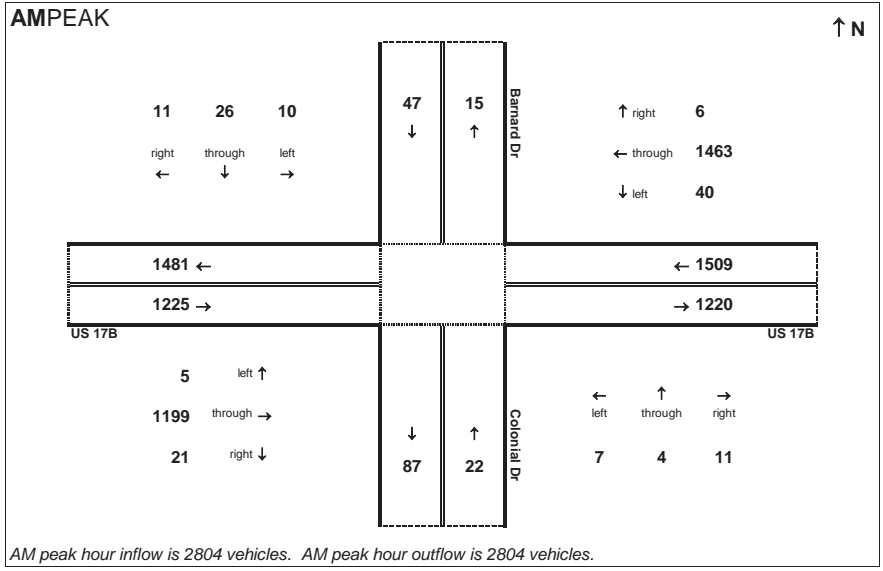 AMPEAK
↑ N
11 26 10
right through left
← ↓ →
47 15
↓ ↑
Barnard Dr
↑ right 6
← through 1463
↓ left 40
1481 ←
1225 →
← 1509
→ 1220
US 17B
US 17B
5 left ↑
1199 through →
21 right ↓
↓ ↑
87 22
Colonial Dr
← ↑ →
left through right
7 4 11
AM peak hour inflow is 2804 vehicles. AM peak hour outflow is 2804 vehicles.